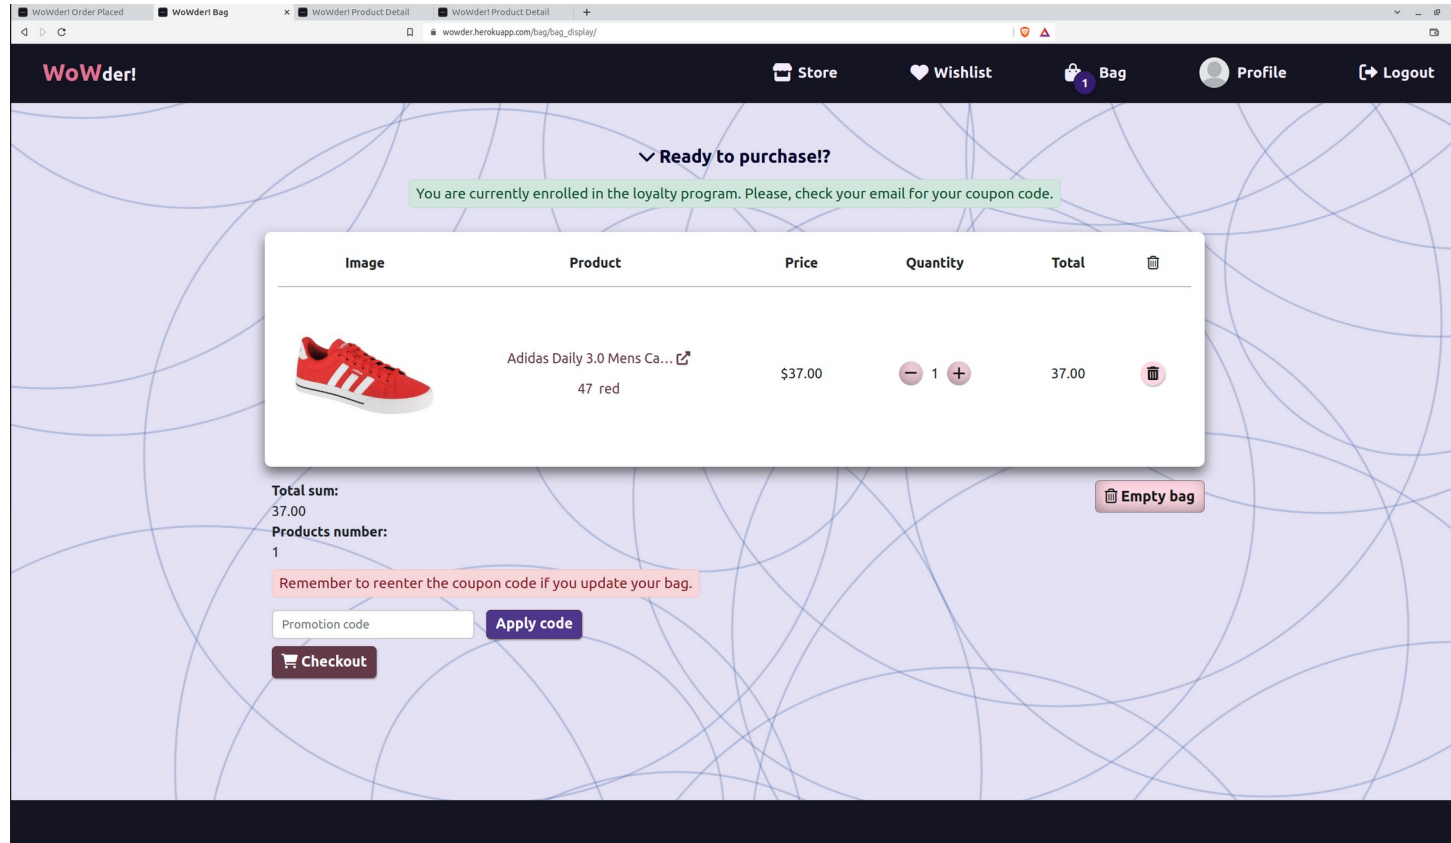 WoWder! Order Placed
WoWder! Bag
WoWder! Product Detail
WoWder! Product Detail
wowder.herokuapp.com/bag/bag_display/
WoWder!
Store
Wishlist
1
Bag
Profile
Logout
Ready to purchase!?
You are currently enrolled in the loyalty program. Please, check your email for your coupon code.
Image Product Price Quantity Total
Adidas Daily 3.0 Mens Ca...
47 red
$37.00
1
37.00
Total sum:
37.00
Products number:
1
Empty bag
Remember to reenter the coupon code if you update your bag.
Promotion code
Apply code
Checkout